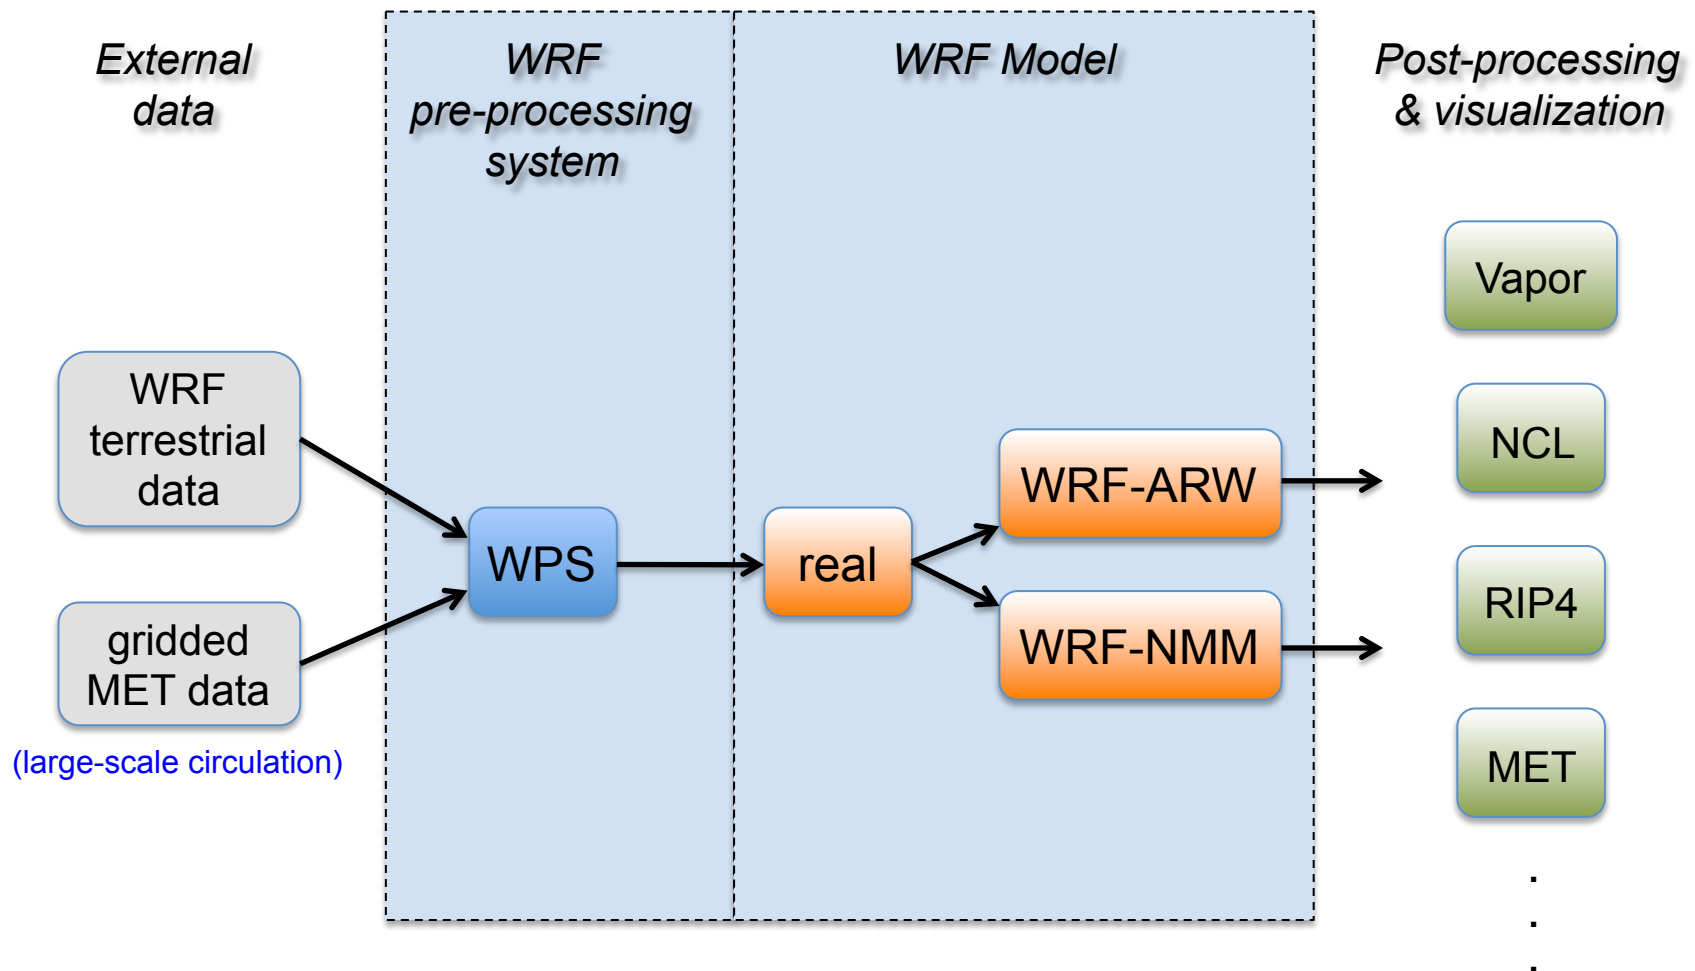 External
data
WRF
pre-processing
system
WRF Model
Post-processing
& visualization
WRF
terrestrial
data
gridded
MET data
(large-scale circulation)
WPS
real
WRF-ARW
WRF-NMM
Vapor
NCL
RIP4
MET
.
.
.